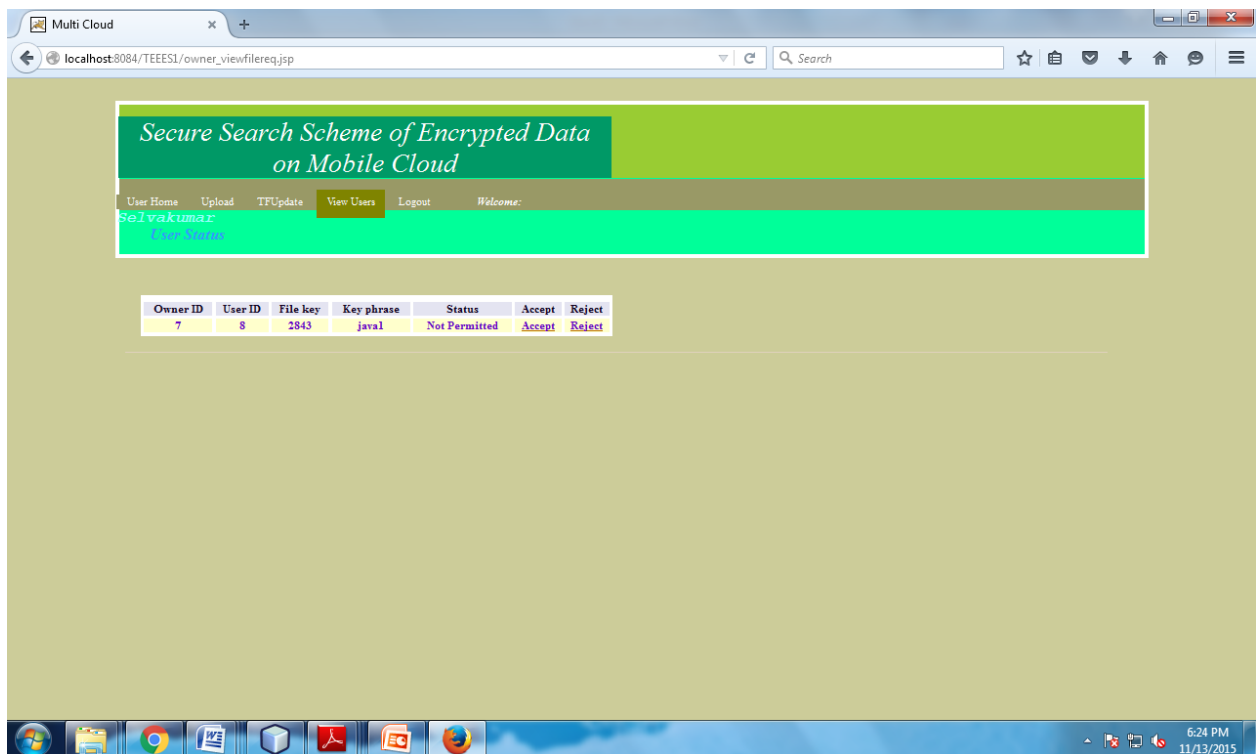 Multi Cloud
localhost:8084/TEEES1/owner_viewfilereq.jsp
Search
Secure Search Scheme of Encrypted Data
on Mobile Cloud
User Home Upload TFUpdate View Users Logout Welcome:
Selvakumar
User Status
Owner ID User ID File key Key phrase Status Accept Reject
7 8 2843 java1 Not Permitted Accept Reject
6:24 PM
11/13/2015